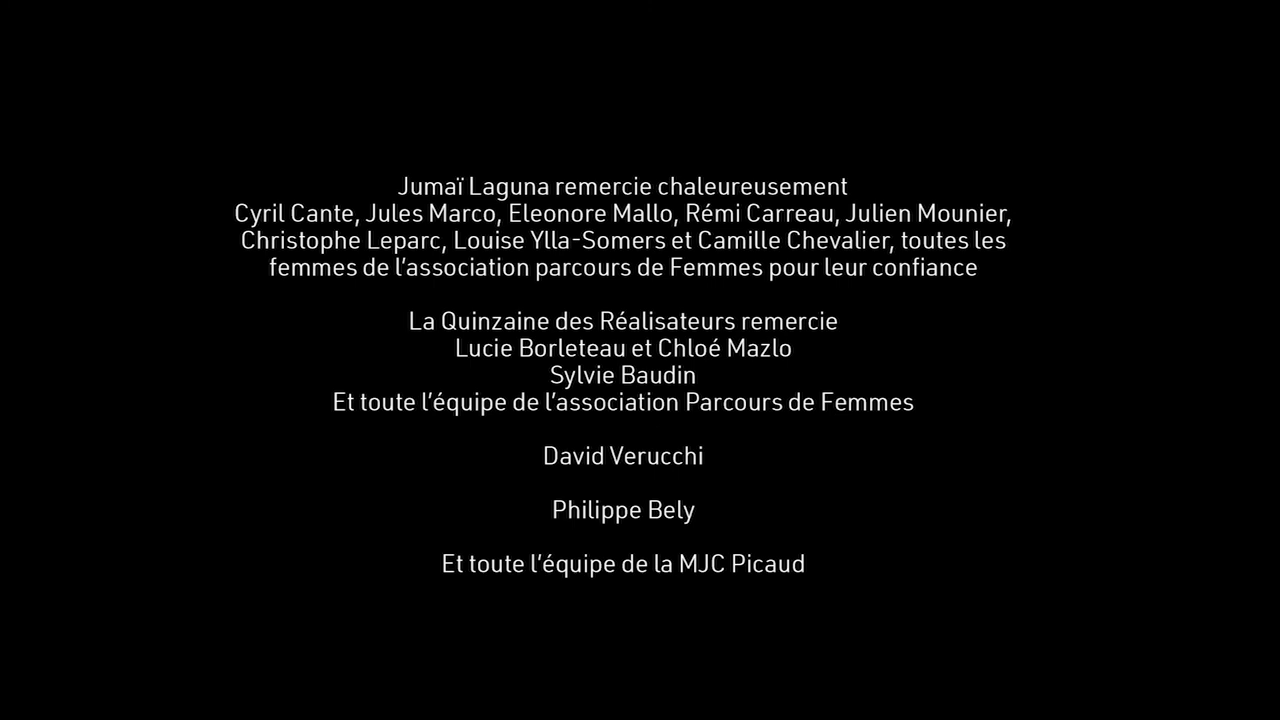 Jumaï Laguna remercie chaleureusement
Cyril Cante, Jules Marco, Eleonore Mallo, Rémi Carreau, Julien Mounier,
Christophe Leparc, Louise Ylla-Somers et Camille Chevalier, toutes les
femmes de l’association parcours de Femmes pour leur confiance
La Quinzaine des Réalisateurs remercie
Lucie Borleteau et Chloé Mazlo
Sylvie Baudin
Et toute l’équipe de l’association Parcours de Femmes
David Verucchi
Philippe Bely
Et toute l’équipe de la MJC Picaud